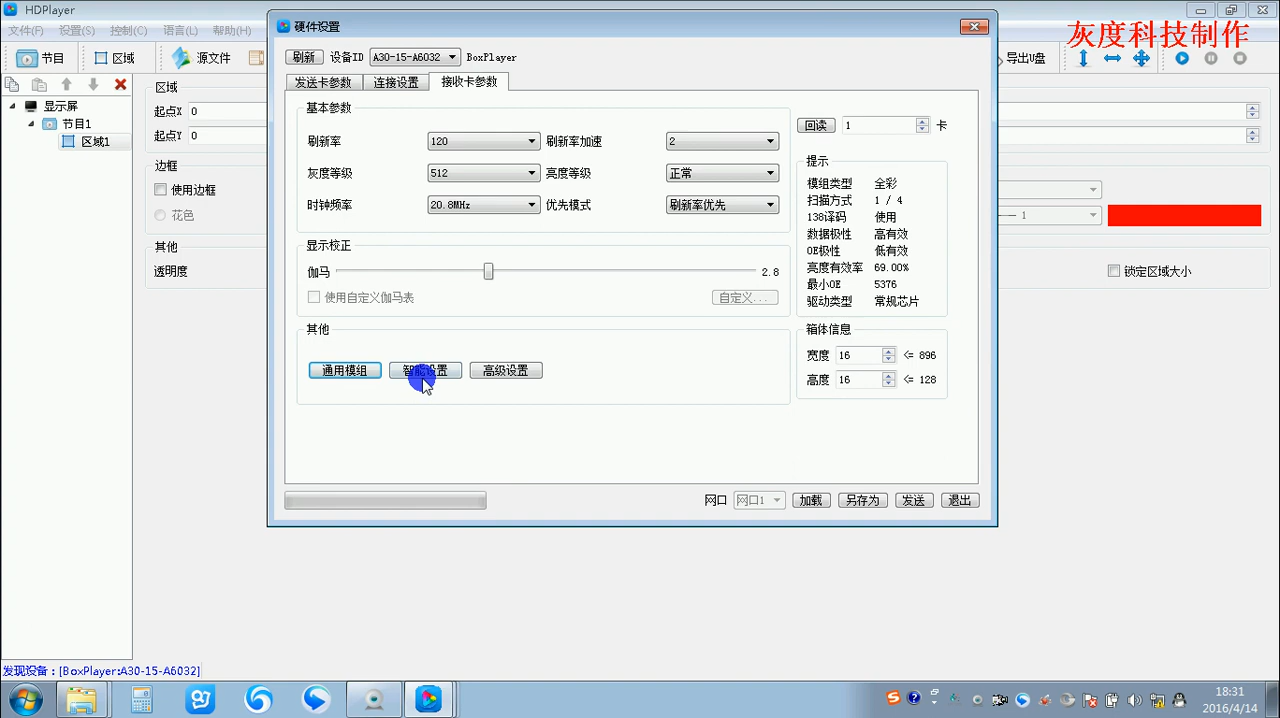 HDPlayer
文件(F) 设置(S) 控制(C) 语言(L) 帮助(H)
节目 区域 源文件
导出U盘
灰度科技制作
显示屏
节目1
区域1
区域
起点X 0
起点Y 0
边框
使用边框
花色
其他
透明度
1
锁定区域大小
硬件设置
刷新 设备ID A30-15-A6032 BoxPlayer
发送卡参数 连接设置 接收卡参数
基本参数
刷新率 120 刷新率加速 2
灰度等级 512 亮度等级 正常
时钟频率 20.8MHz 优先模式 刷新率优先
显示校正
伽马 2.8
使用自定义伽马表 自定义...
其他
通用模组 智能设置 高级设置
回读 1 卡
提示
模组类型 全彩
扫描方式 1 / 4
138译码 使用
数据极性 高有效
OE极性 低有效
亮度有效率 69.00%
最小OE 5376
驱动类型 常规芯片
箱体信息
宽度 16 <= 896
高度 16 <= 128
网口 网口1 加载 另存为 发送 退出
发现设备：[BoxPlayer:A30-15-A6032]
18:31
2016/4/14